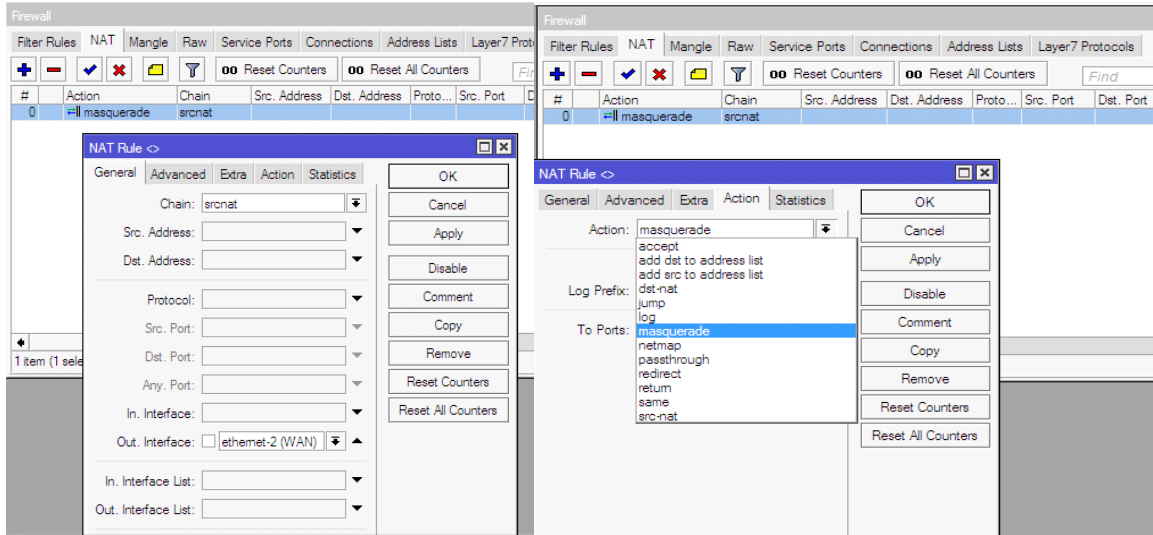 Firewall
Filter Rules NAT Mangle Raw Service Ports Connections Address Lists Layer7 Prot
00 Reset Counters 00 Reset All Counters Fir
# Action Chain Src. Address Dst. Address Proto... Src. Port D
0 masquerade srcnat
NAT Rule <>
General Advanced Extra Action Statistics
Chain: srcnat
Src. Address:
Dst. Address:
Protocol:
Src. Port:
Dst. Port:
Any. Port:
In. Interface:
Out. Interface: ethernet-2 (WAN)
In. Interface List:
Out. Interface List:
OK
Cancel
Apply
Disable
Comment
Copy
Remove
Reset Counters
Reset All Counters
1 item (1 sele
Firewall
Filter Rules NAT Mangle Raw Service Ports Connections Address Lists Layer7 Protocols
00 Reset Counters 00 Reset All Counters Find
# Action Chain Src. Address Dst. Address Proto... Src. Port Dst. Port
0 masquerade srcnat
NAT Rule <>
General Advanced Extra Action Statistics
Action: masquerade
accept
add dst to address list
add src to address list
dst-nat
jump
log
masquerade
netmap
passthrough
redirect
return
same
src-nat
Log Prefix:
To Ports:
OK
Cancel
Apply
Disable
Comment
Copy
Remove
Reset Counters
Reset All Counters